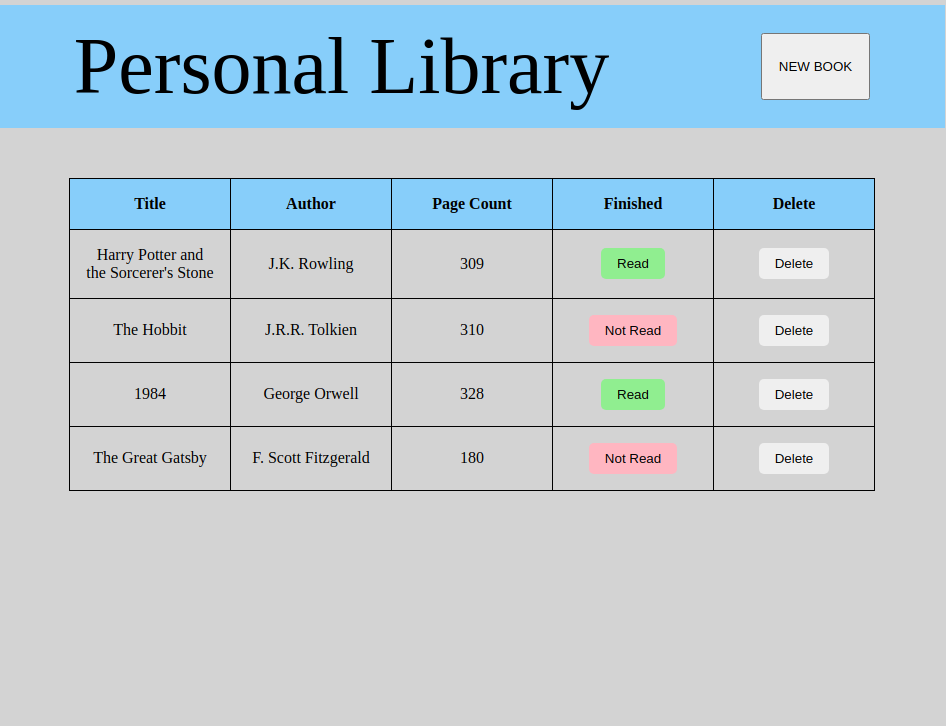 Personal Library
NEW BOOK
Title Author Page Count Finished Delete
Harry Potter and
the Sorcerer's Stone J.K. Rowling 309 Read Delete
The Hobbit J.R.R. Tolkien 310 Not Read Delete
1984 George Orwell 328 Read Delete
The Great Gatsby F. Scott Fitzgerald 180 Not Read Delete